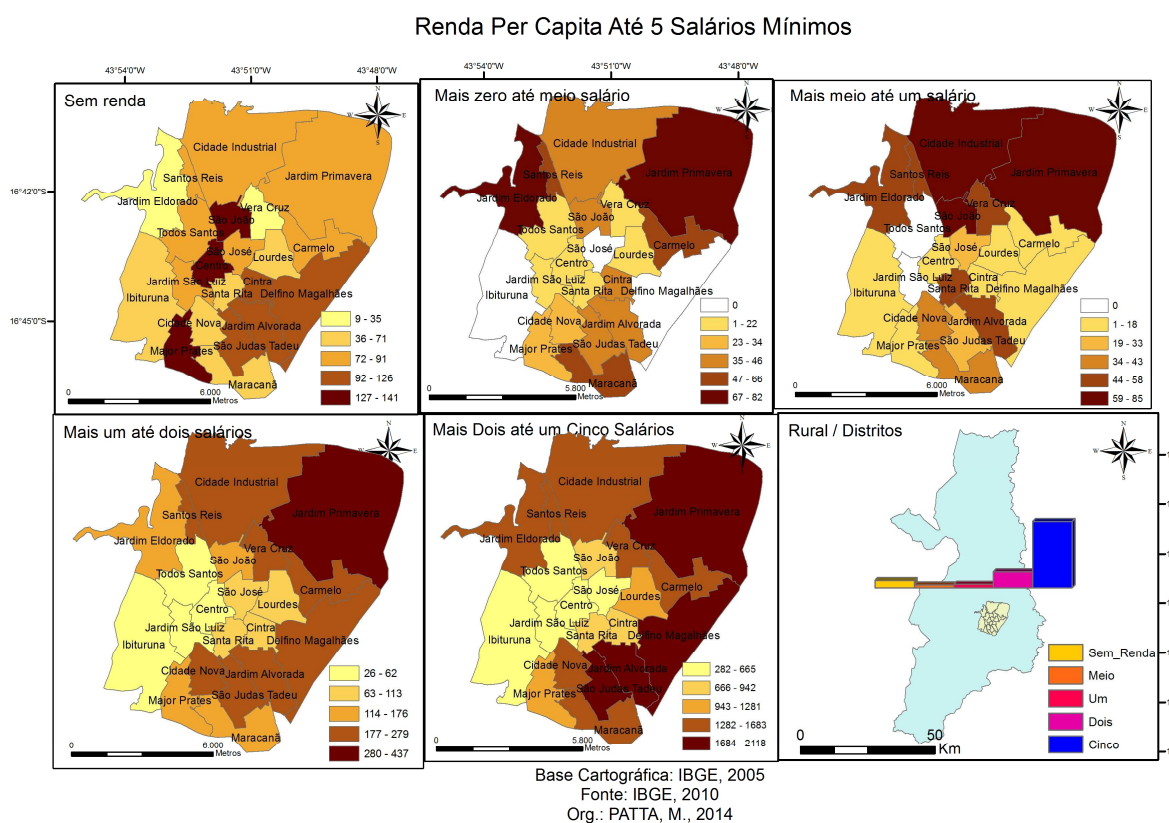 Renda Per Capita Até 5 Salários Mínimos
43°54'0"W 43°51'0"W 43°48'0"W
43°54'0"W 43°51'0"W 43°48'0"W
16°42'0"S
16°45'0"S
Sem renda
N
W E
S
Cidade Industrial
Santos Reis
Jardim Primavera
Jardim Eldorado
Vera Cruz
São João
Todos Santos
São José
Carmelo
Lourdes
Centro
Jardim São Luiz
Cintra
Ibituruna
Santa Rita
Delfino Magalhães
Cidade Nova
Jardim Alvorada
Major Prates
São Judas Tadeu
Maracanã
9 - 35
36 - 71
72 - 91
92 - 126
127 - 141
0 6.000
Metros
Mais zero até meio salário
N
W E
S
Cidade Industrial
Santos Reis
Jardim Primavera
Jardim Eldorado
Vera Cruz
São João
Todos Santos
São José
Carmelo
Lourdes
Centro
Jardim São Luiz
Cintra
Ibituruna
Santa Rita
Delfino Magalhães
Cidade Nova
Jardim Alvorada
Major Prates
São Judas Tadeu
Maracanã
0
1 - 22
23 - 34
35 - 46
47 - 66
67 - 82
0 5.800
Metros
Mais meio até um salário
N
W E
S
Cidade Industrial
Santos Reis
Jardim Primavera
Jardim Eldorado
Vera Cruz
São João
Todos Santos
São José
Carmelo
Lourdes
Centro
Jardim São Luiz
Cintra
Ibituruna
Santa Rita
Delfino Magalhães
Cidade Nova
Jardim Alvorada
Major Prates
São Judas Tadeu
Maracanã
0
1 - 18
19 - 33
34 - 43
44 - 58
59 - 85
0 6.000
Metros
Mais um até dois salários
N
W E
S
Cidade Industrial
Santos Reis
Jardim Primavera
Jardim Eldorado
Vera Cruz
São João
Todos Santos
São José
Carmelo
Lourdes
Centro
Jardim São Luiz
Cintra
Ibituruna
Santa Rita
Delfino Magalhães
Cidade Nova
Jardim Alvorada
Major Prates
São Judas Tadeu
Maracanã
26 - 62
63 - 113
114 - 176
177 - 279
280 - 437
0 6.000
Metros
Mais Dois até um Cinco Salários
N
W E
S
Cidade Industrial
Santos Reis
Jardim Primavera
Jardim Eldorado
Vera Cruz
São João
Todos Santos
São José
Carmelo
Lourdes
Centro
Jardim São Luiz
Cintra
Ibituruna
Santa Rita
Delfino Magalhães
Cidade Nova
Jardim Alvorada
Major Prates
São Judas Tadeu
Maracanã
282 - 665
666 - 942
943 - 1281
1282 - 1683
1684 - 2118
0 5.800
Metros
Rural / Distritos
N
W E
S
Sem_Renda
Meio
Um
Dois
Cinco
0 50
Km
Base Cartográfica: IBGE, 2005
Fonte: IBGE, 2010
Org.: PATTA, M., 2014